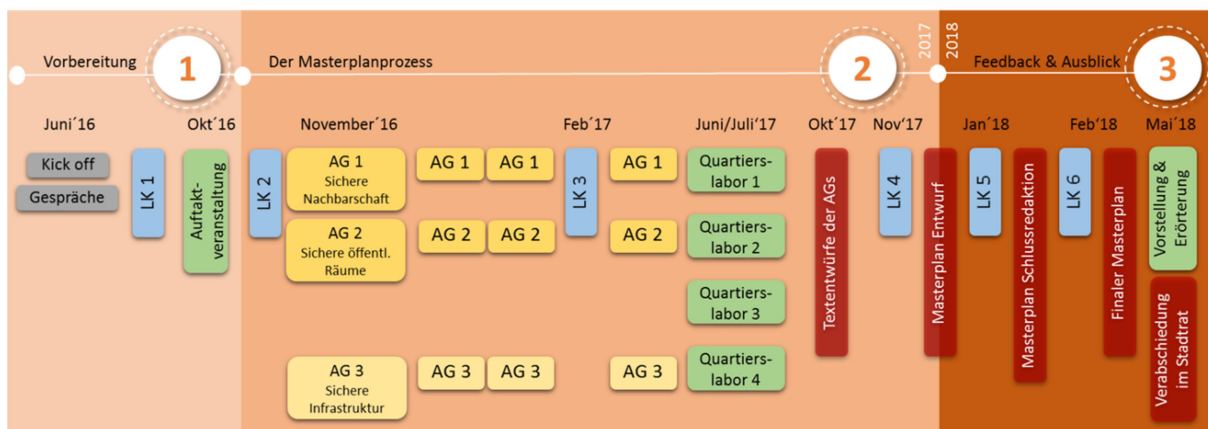 Vorbereitung
1
Der Masterplanprozess
2
2017
2018
Feedback & Ausblick
3
Juni´16
Okt´16
November´16
Feb´17
Juni/Juli‘17
Okt´17
Nov‘17
Jan´18
Feb‘18
Mai´18
Kick off
Gespräche
LK 1
Auftakt-
veranstaltung
LK 2
AG 1
Sichere
Nachbarschaft
AG 2
Sichere öffentl.
Räume
AG 3
Sichere
Infrastruktur
AG 1
AG 1
AG 2
AG 2
AG 3
AG 3
LK 3
AG 1
AG 2
AG 3
Quartiers-
labor 1
Quartiers-
labor 2
Quartiers-
labor 3
Quartiers-
labor 4
Textentwürfe der AGs
LK 4
Masterplan Entwurf
LK 5
Masterplan Schlussredaktion
LK 6
Finaler Masterplan
Vorstellung &
Erörterung
Verabschiedung
im Stadtrat